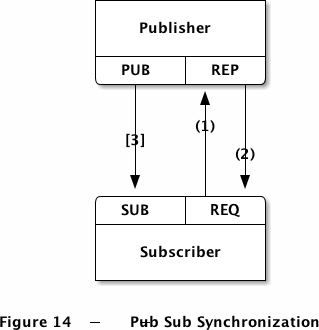 Publisher
PUB REP
(1)
[3]
(2)
SUB REQ
Subscriber
Figure 14 — Pub-Sub Synchronization